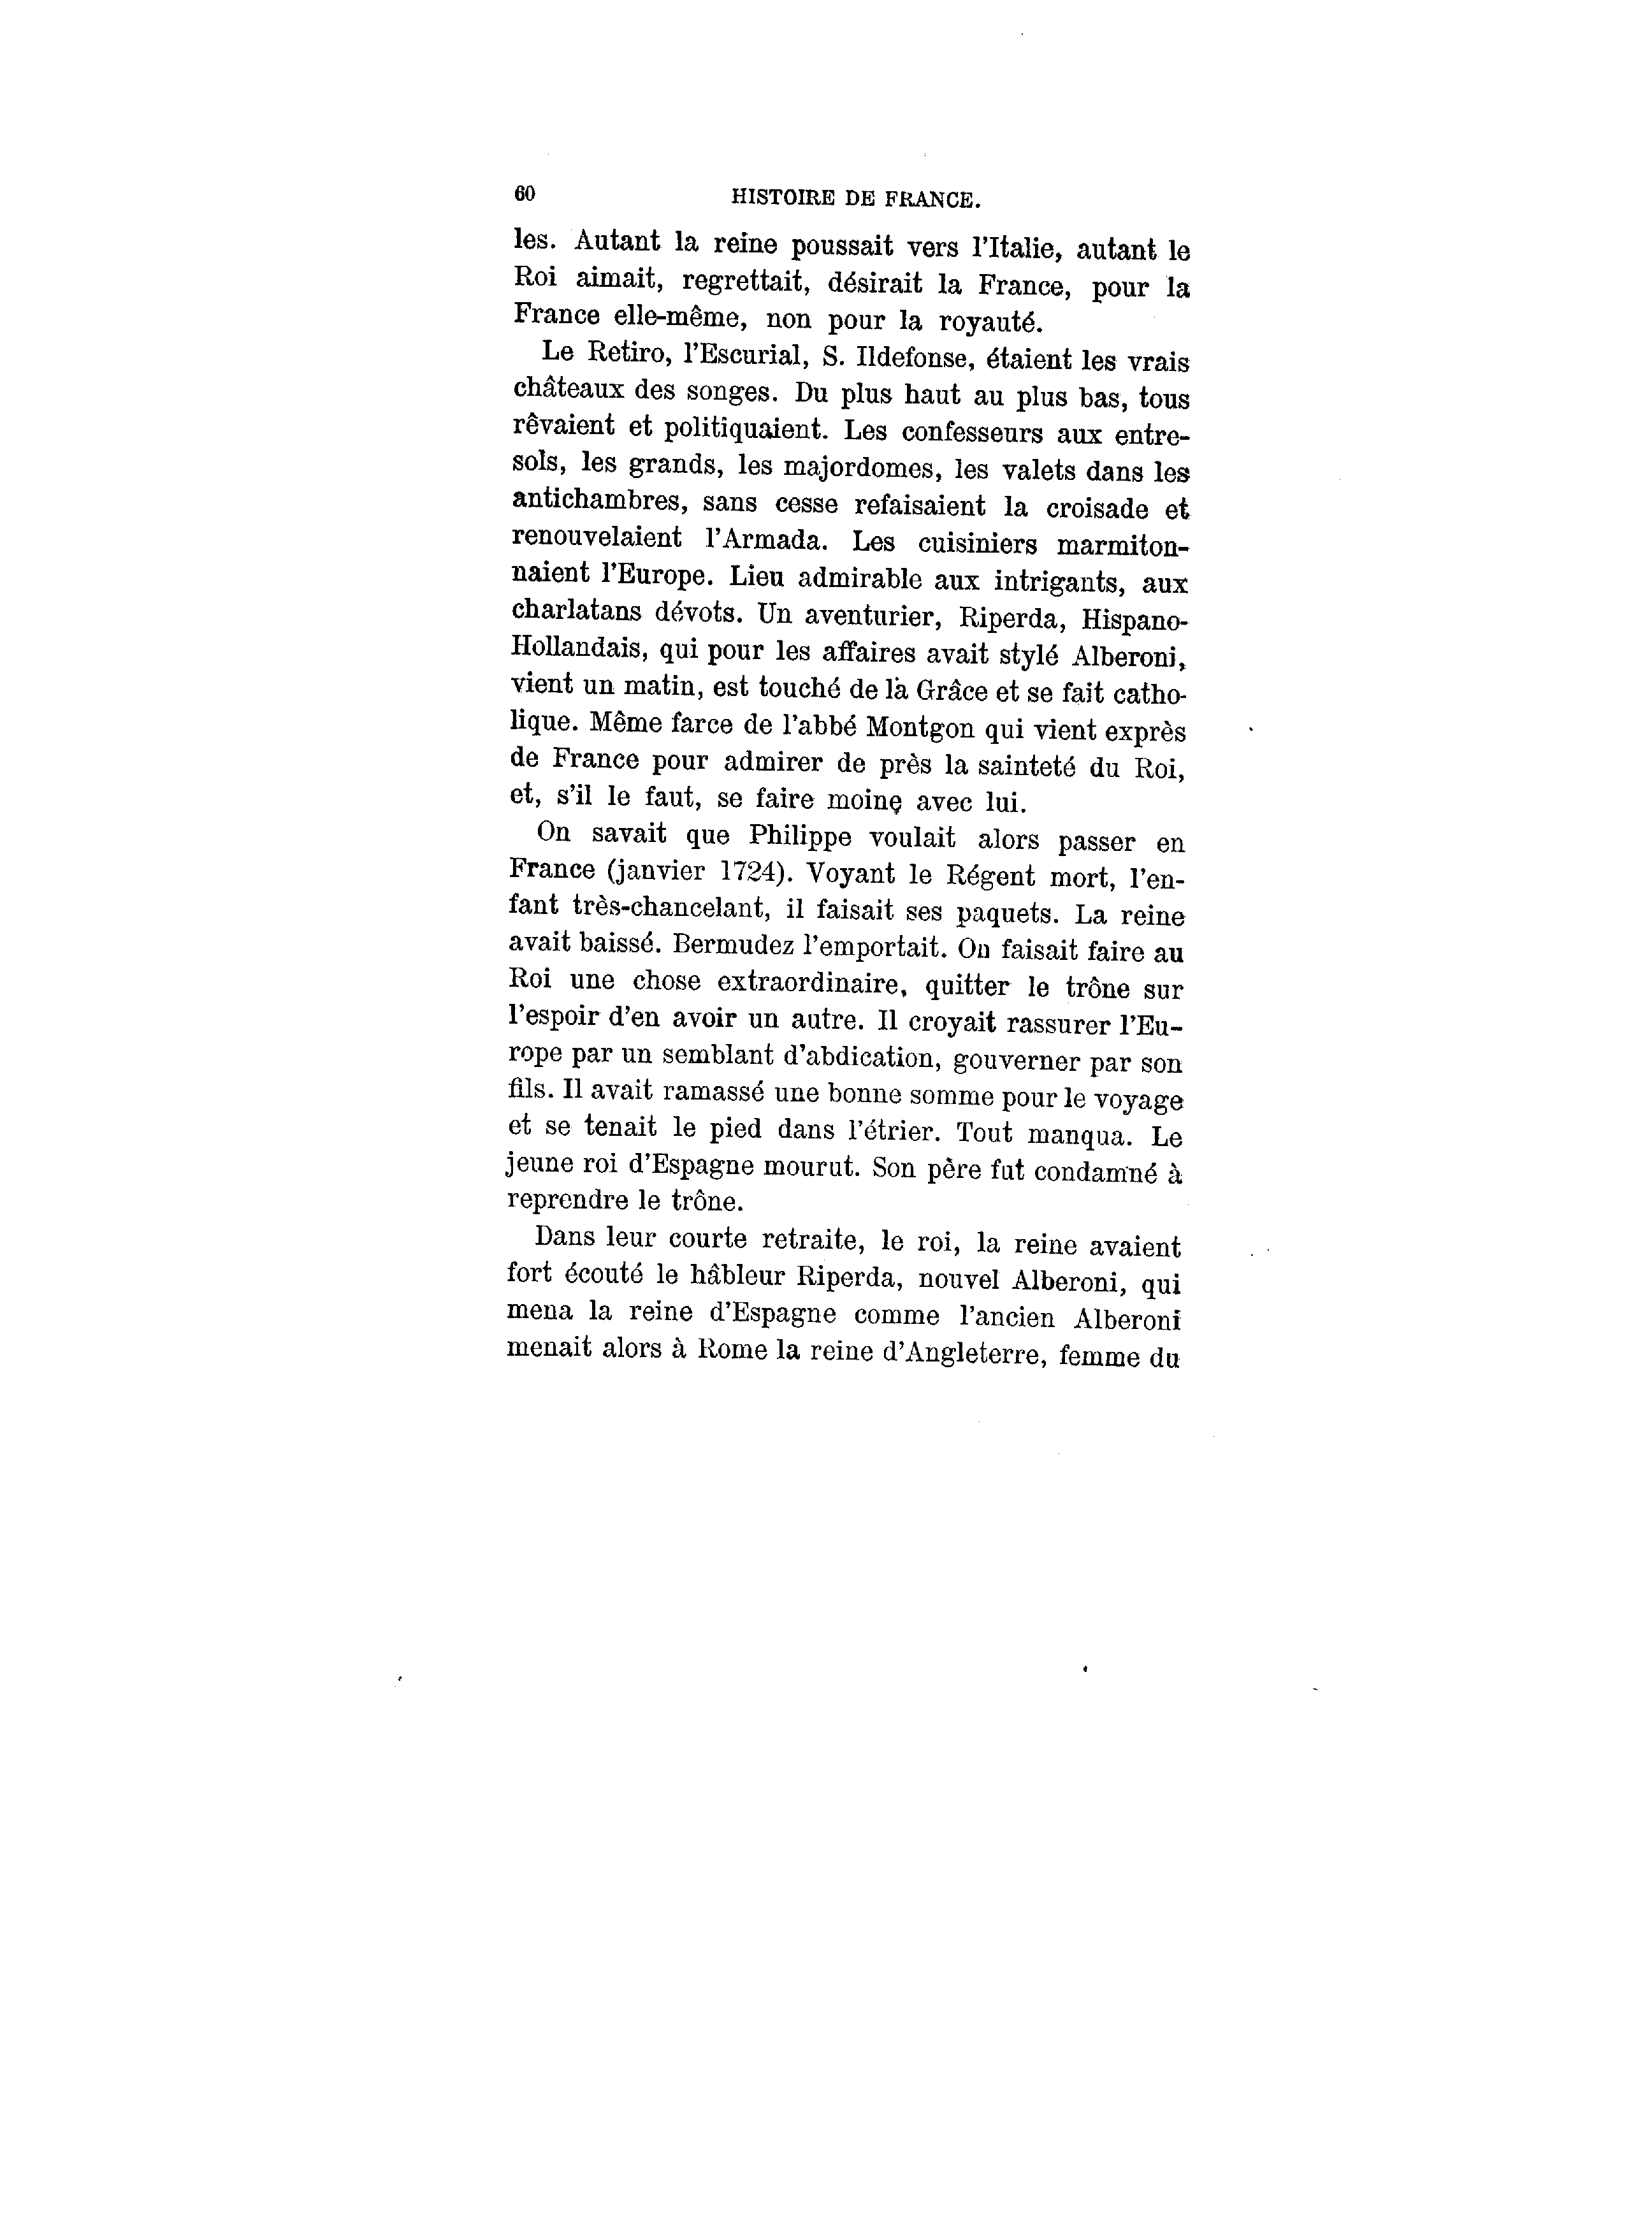 60
HISTOIRE DE FRANCE.
les. Autant la reine poussait vers l'Italie, autant le
Roi aimait, regrettait, désirait la France, pour la
France elle-même, non pour la royauté.
Le Retiro, l'Escurial, S. Ildefonse, étaient les vrais
châteaux des songes. Du plus haut au plus bas, tous
rêvaient et politiquaient. Les confesseurs aux entre-
sols, les grands, les majordomes, les valets dans les
antichambres, sans cesse refaisaient la croisade et
renouvelaient l'Armada. Les cuisiniers marmiton-
naient l'Europe. Lieu admirable aux intrigants, aux
charlatans dévots. Un aventurier, Riperda, Hispano-
Hollandais, qui pour les affaires avait stylé Alberoni,
vient un matin, est touché de la Grâce et se fait catho-
lique. Même farce de l'abbé Montgon qui vient exprès
de France pour admirer de près la sainteté du Roi,
et, s'il le faut, se faire moine avec lui.
On savait que Philippe voulait alors passer en
France (janvier 1724). Voyant le Régent mort, l'en-
fant très-chancelant, il faisait ses paquets. La reine
avait baissé. Bermudez l'emportait. On faisait faire au
Roi une chose extraordinaire, quitter le trône sur
l'espoir d'en avoir un autre. Il croyait rassurer l'Eu-
rope par un semblant d'abdication, gouverner par son
fils. Il avait ramassé une bonne somme pour le voyage
et se tenait le pied dans l'étrier. Tout manqua. Le
jeune roi d'Espagne mourut. Son père fut condamné à
reprendre le trône.
Dans leur courte retraite, le roi, la reine avaient
fort écouté le hâbleur Riperda, nouvel Alberoni, qui
mena la reine d'Espagne comme l'ancien Alberoni
menait alors à Rome la reine d'Angleterre, femme du